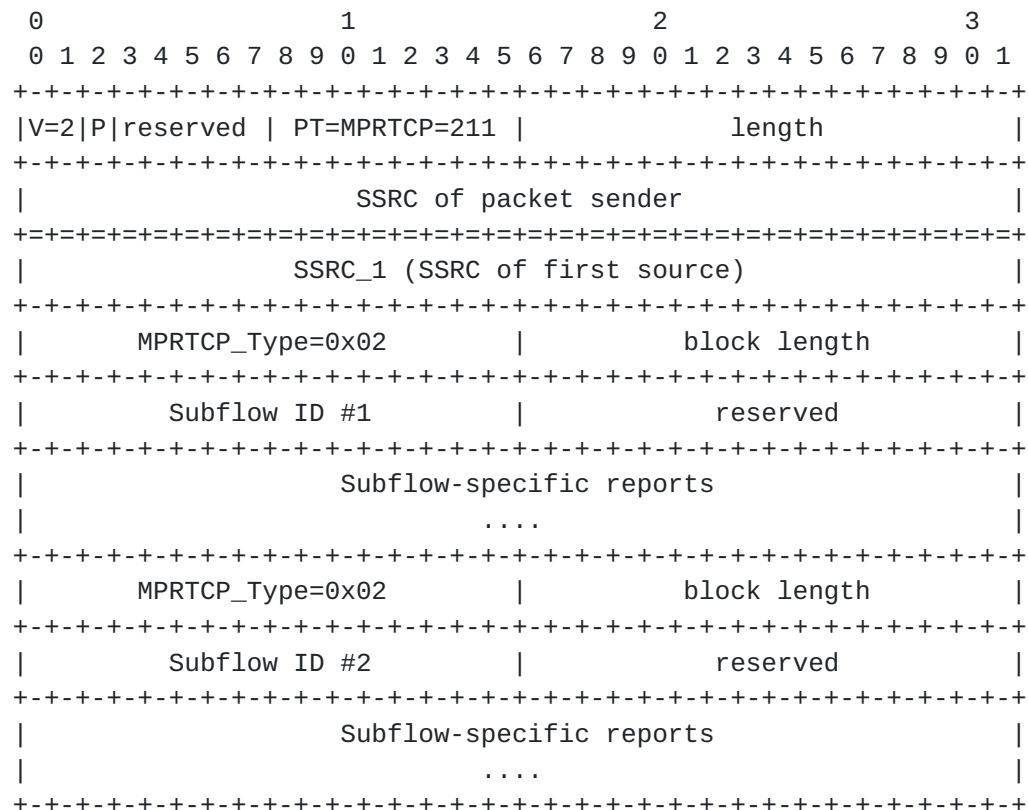 0                   1                   2                   3
 0 1 2 3 4 5 6 7 8 9 0 1 2 3 4 5 6 7 8 9 0 1 2 3 4 5 6 7 8 9 0 1
+-+-+-+-+-+-+-+-+-+-+-+-+-+-+-+-+-+-+-+-+-+-+-+-+-+-+-+-+-+-+-+-+
|V=2|P|reserved | PT=MPRTCP=211 |             length            |
+-+-+-+-+-+-+-+-+-+-+-+-+-+-+-+-+-+-+-+-+-+-+-+-+-+-+-+-+-+-+-+-+
|                     SSRC of packet sender                     |
+=+=+=+=+=+=+=+=+=+=+=+=+=+=+=+=+=+=+=+=+=+=+=+=+=+=+=+=+=+=+=+=+
|                 SSRC_1 (SSRC of first source)                 |
+-+-+-+-+-+-+-+-+-+-+-+-+-+-+-+-+-+-+-+-+-+-+-+-+-+-+-+-+-+-+-+-+
|       MPRTCP_Type=0x02        |          block length         |
+-+-+-+-+-+-+-+-+-+-+-+-+-+-+-+-+-+-+-+-+-+-+-+-+-+-+-+-+-+-+-+-+
|         Subflow ID #1         |            reserved           |
+-+-+-+-+-+-+-+-+-+-+-+-+-+-+-+-+-+-+-+-+-+-+-+-+-+-+-+-+-+-+-+-+
|                    Subflow-specific reports                   |
|                             ....                              |
+-+-+-+-+-+-+-+-+-+-+-+-+-+-+-+-+-+-+-+-+-+-+-+-+-+-+-+-+-+-+-+-+
|       MPRTCP_Type=0x02        |          block length         |
+-+-+-+-+-+-+-+-+-+-+-+-+-+-+-+-+-+-+-+-+-+-+-+-+-+-+-+-+-+-+-+-+
|         Subflow ID #2         |            reserved           |
+-+-+-+-+-+-+-+-+-+-+-+-+-+-+-+-+-+-+-+-+-+-+-+-+-+-+-+-+-+-+-+-+
|                    Subflow-specific reports                   |
|                             ....                              |
+-+-+-+-+-+-+-+-+-+-+-+-+-+-+-+-+-+-+-+-+-+-+-+-+-+-+-+-+-+-+-+-+